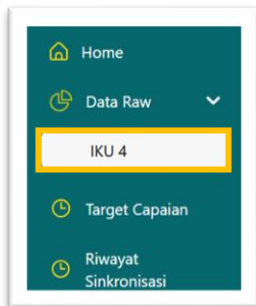 Home
Data Raw
IKU 4
Target Capaian
Riwayat
Sinkronisasi